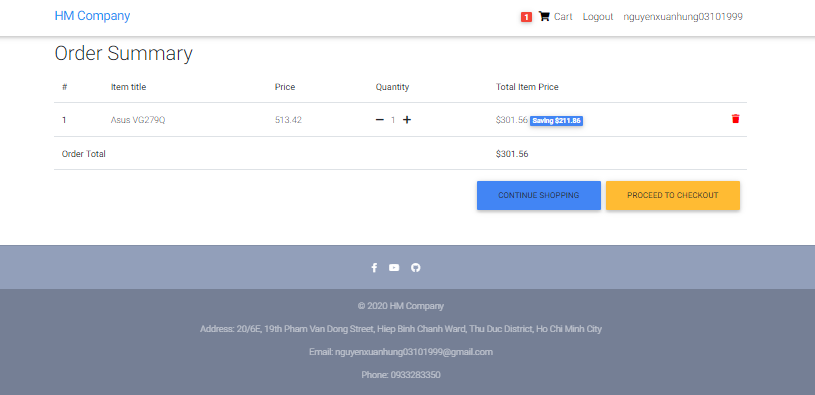 HM Company
1 Cart Logout nguyenxuanhung03101999
Order Summary
# Item title Price Quantity Total Item Price
1 Asus VG279Q 513.42 − 1 + $301.56 Saving $211.86
Order Total $301.56
CONTINUE SHOPPING PROCEED TO CHECKOUT
© 2020 HM Company
Address: 20/6E, 19th Pham Van Dong Street, Hiep Binh Chanh Ward, Thu Duc District, Ho Chi Minh City
Email: nguyenxuanhung03101999@gmail.com
Phone: 0933283350